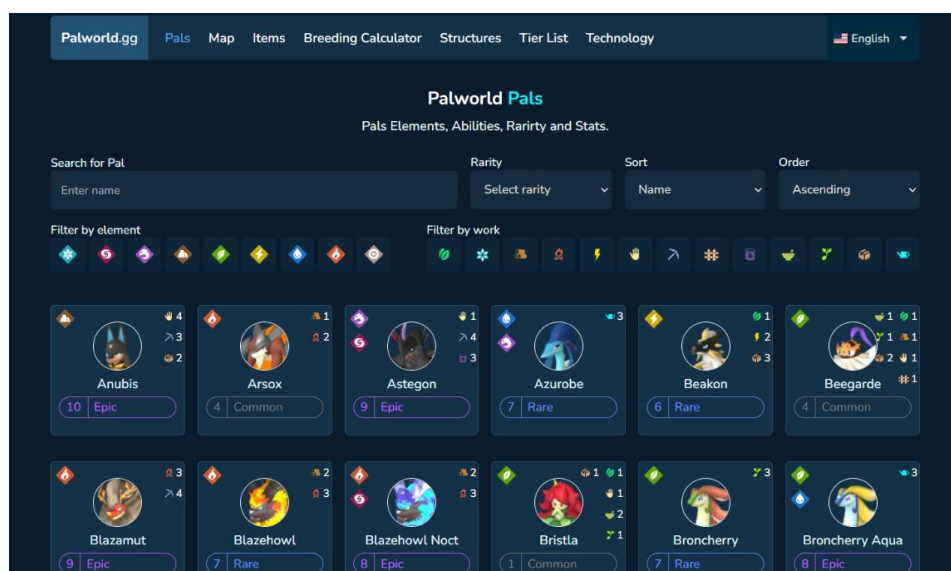 Palworld.gg Pals Map Items Breeding Calculator Structures Tier List Technology English
Palworld Pals
Pals Elements, Abilities, Rarirty and Stats.
Search for Pal Rarity Sort Order
Enter name Select rarity Name Ascending
Filter by element Filter by work
4 1 1 3 1 1 1
3 2 4 2 1 1
2 3 3 2 1
Anubis Arsox Astegon Azurobe Beakon Beegarde 1
10 Epic 4 Common 9 Epic 7 Rare 6 Rare 4 Common
3 2 2 1 1 3 3
4 3 3 1
2
Blazamut Blazehowl Blazehowl Noct Bristla 1 Broncherry Broncherry Aqua
9 Epic 7 Rare 8 Epic 1 Common 7 Rare 8 Epic